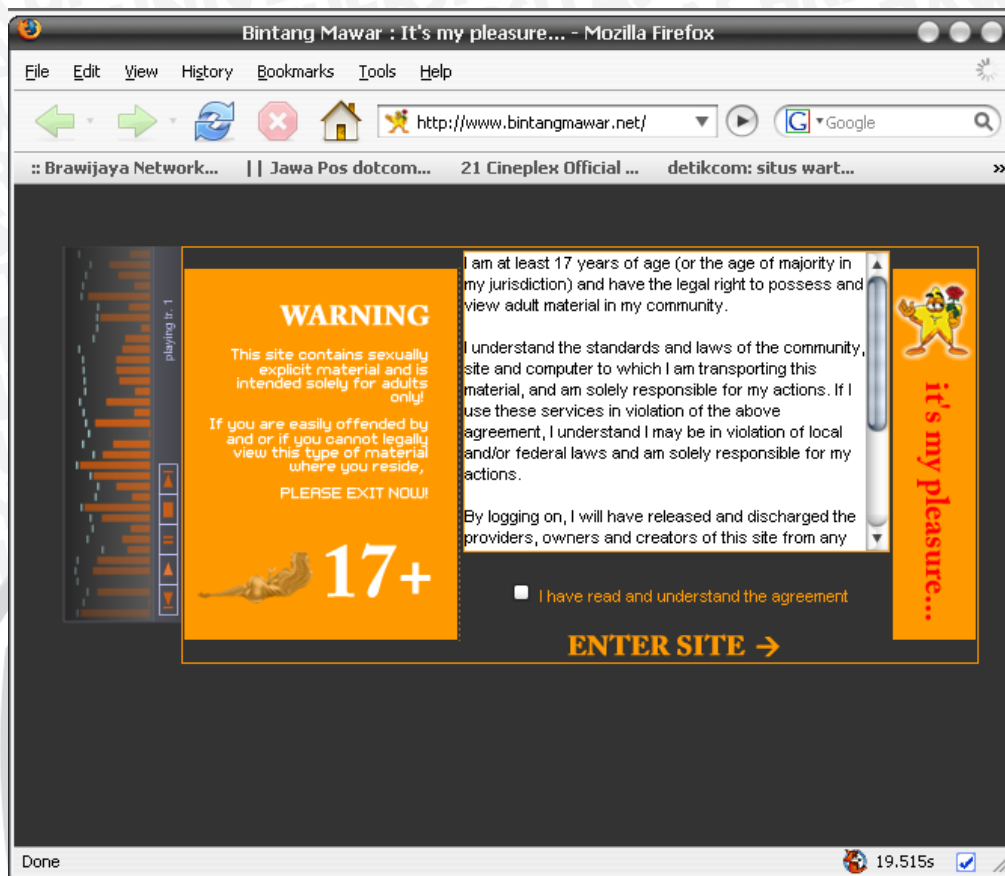 Bintang Mawar : It's my pleasure... - Mozilla Firefox
File Edit View History Bookmarks Tools Help
http://www.bintangmawar.net/
G Google
:: Brawijaya Network... || Jawa Pos dotcom... 21 Cineplex Official ... detikcom: situs wart... »
playing tr. 1
WARNING
This site contains sexually
explicit material and is
intended solely for adults
only!
If you are easily offended by
and or if you cannot legally
view this type of material
where you reside,
PLEASE EXIT NOW!
17+
I am at least 17 years of age (or the age of majority in
my jurisdiction) and have the legal right to possess and
view adult material in my community.
I understand the standards and laws of the community,
site and computer to which I am transporting this
material, and am solely responsible for my actions. If I
use these services in violation of the above
agreement, I understand I may be in violation of local
and/or federal laws and am solely responsible for my
actions.
By logging on, I will have released and discharged the
providers, owners and creators of this site from any
I have read and understand the agreement
ENTER SITE →
it's my pleasure...
Done
19.515s